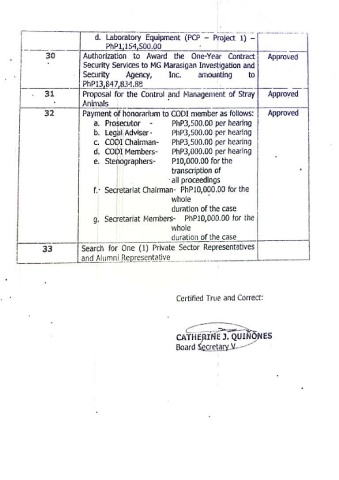 d. Laboratory Equipment (PCP – Project 1) –
PhP1,154,500.00
30 Authorization to Award the One-Year Contract Approved
Security Services to MG Marasigan Investigation and
Security Agency, Inc. amounting to
PhP13,847,834.88
31 Proposal for the Control and Management of Stray Approved
Animals
32 Payment of honorarium to CODI member as follows: Approved
a. Prosecutor - PhP3,500.00 per hearing
b. Legal Adviser- PhP3,500.00 per hearing
c. CODI Chairman- PhP3,500.00 per hearing
d. CODI Members- PhP3,000.00 per hearing
e. Stenographers- P10,000.00 for the
transcription of
all proceedings
f. Secretariat Chairman- PhP10,000.00 for the
whole
duration of the case
g. Secretariat Members- PhP10,000.00 for the
whole
duration of the case
33 Search for One (1) Private Sector Representatives
and Alumni Representative
Certified True and Correct:
CATHERINE J. QUIÑONES
Board Secretary V